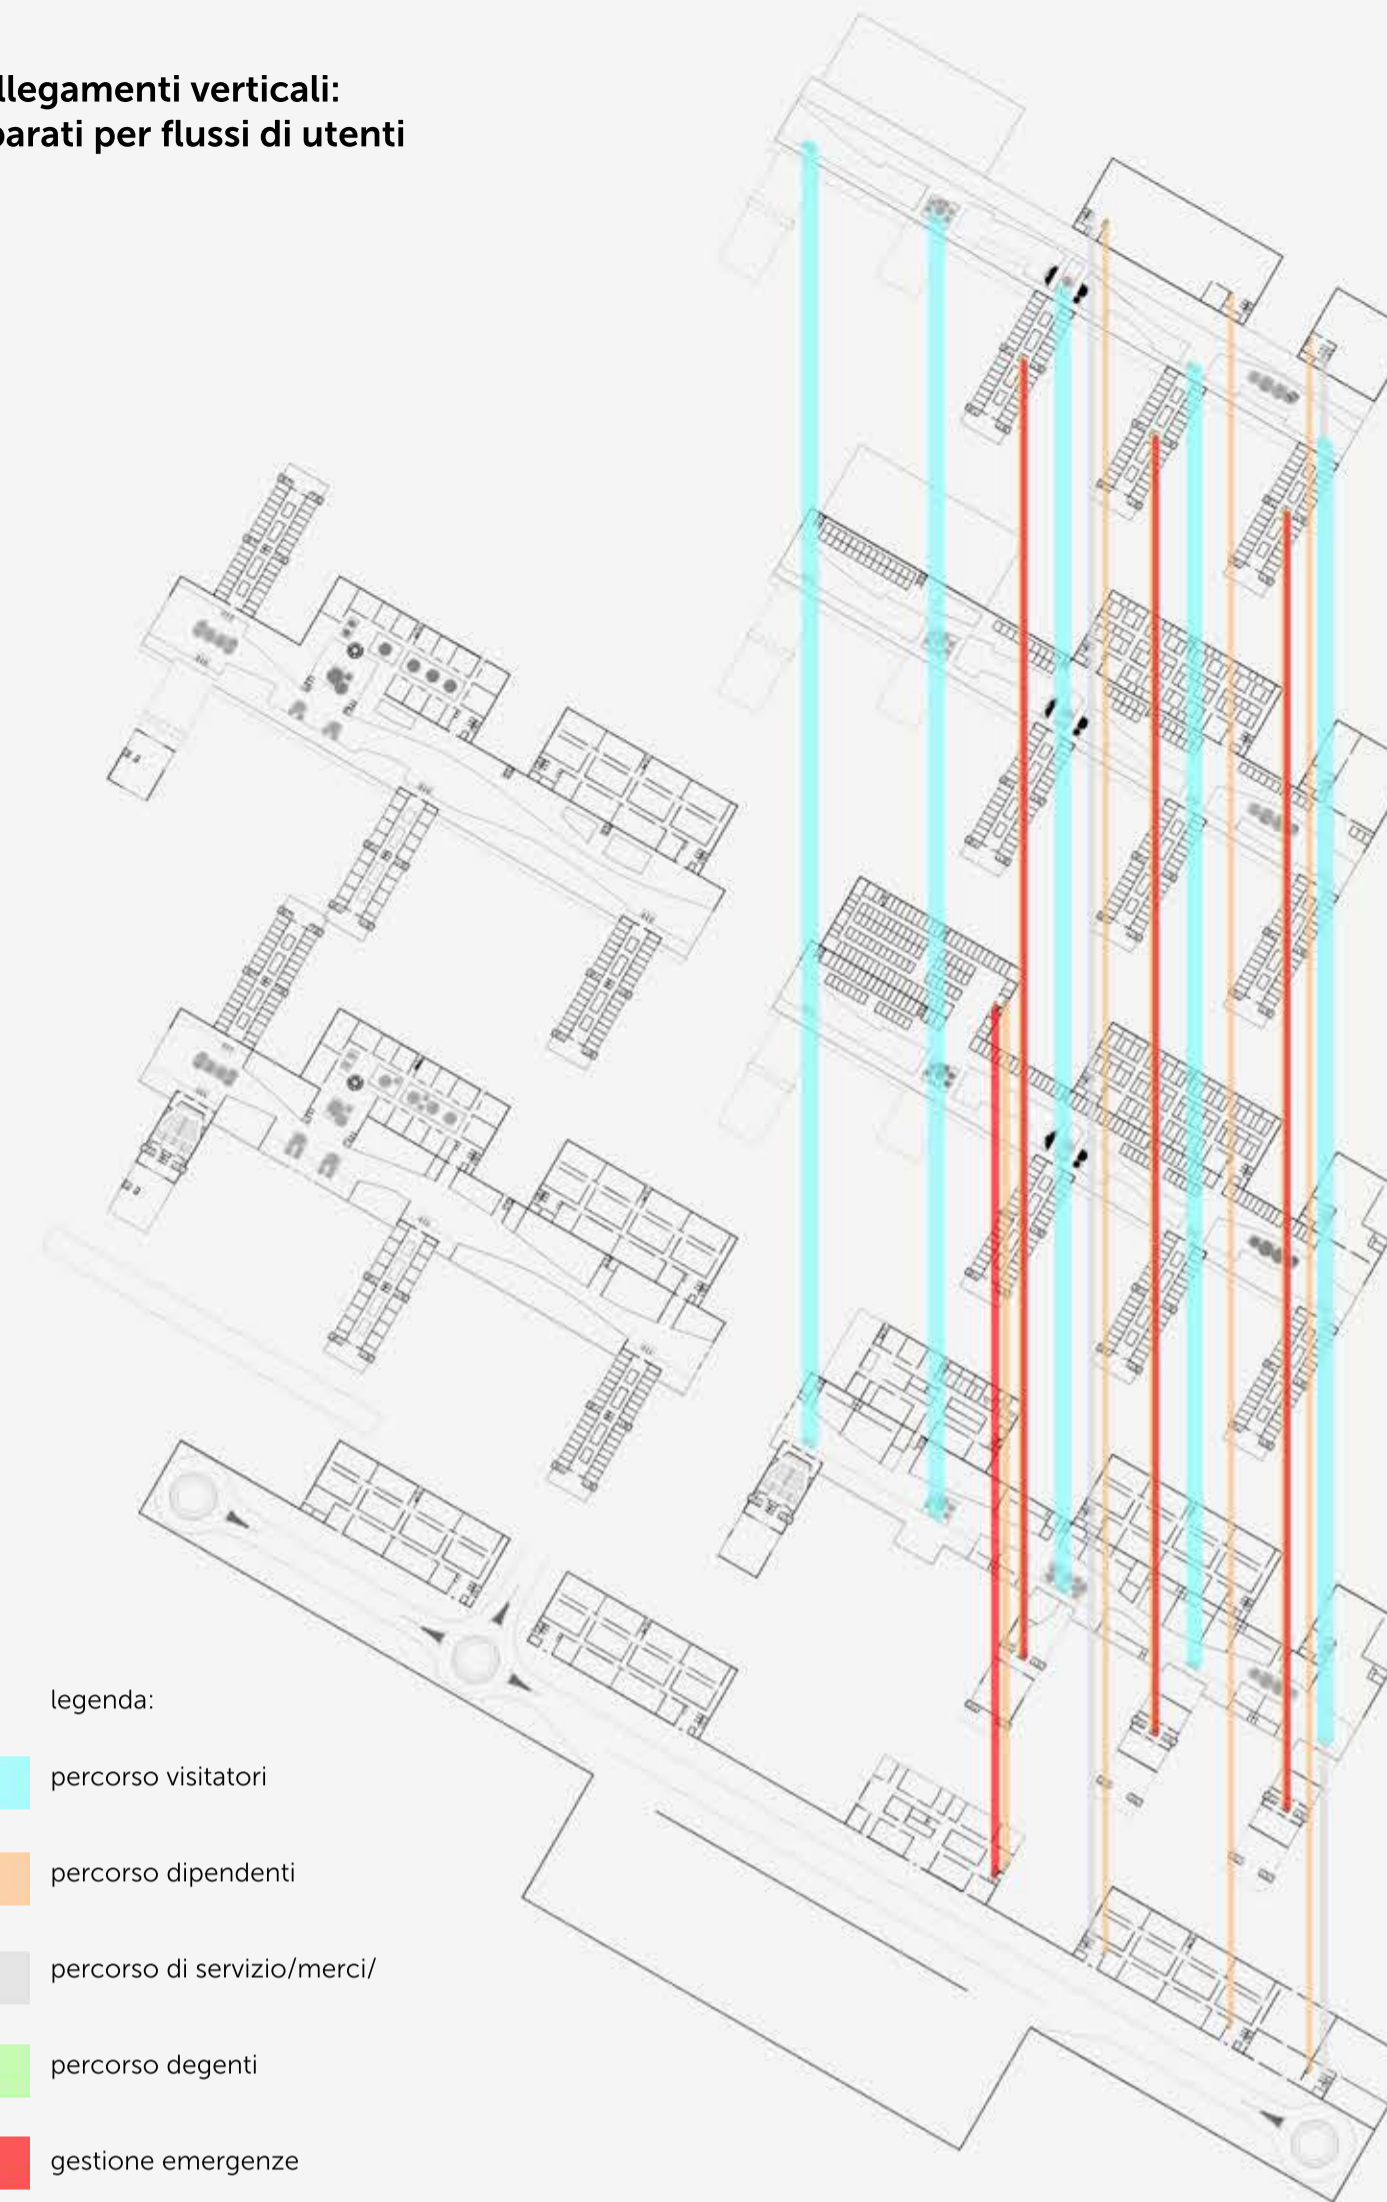 llegamenti verticali:
parati per flussi di utenti
legenda:
percorso visitatori
percorso dipendenti
percorso di servizio/merci/
percorso degenti
gestione emergenze